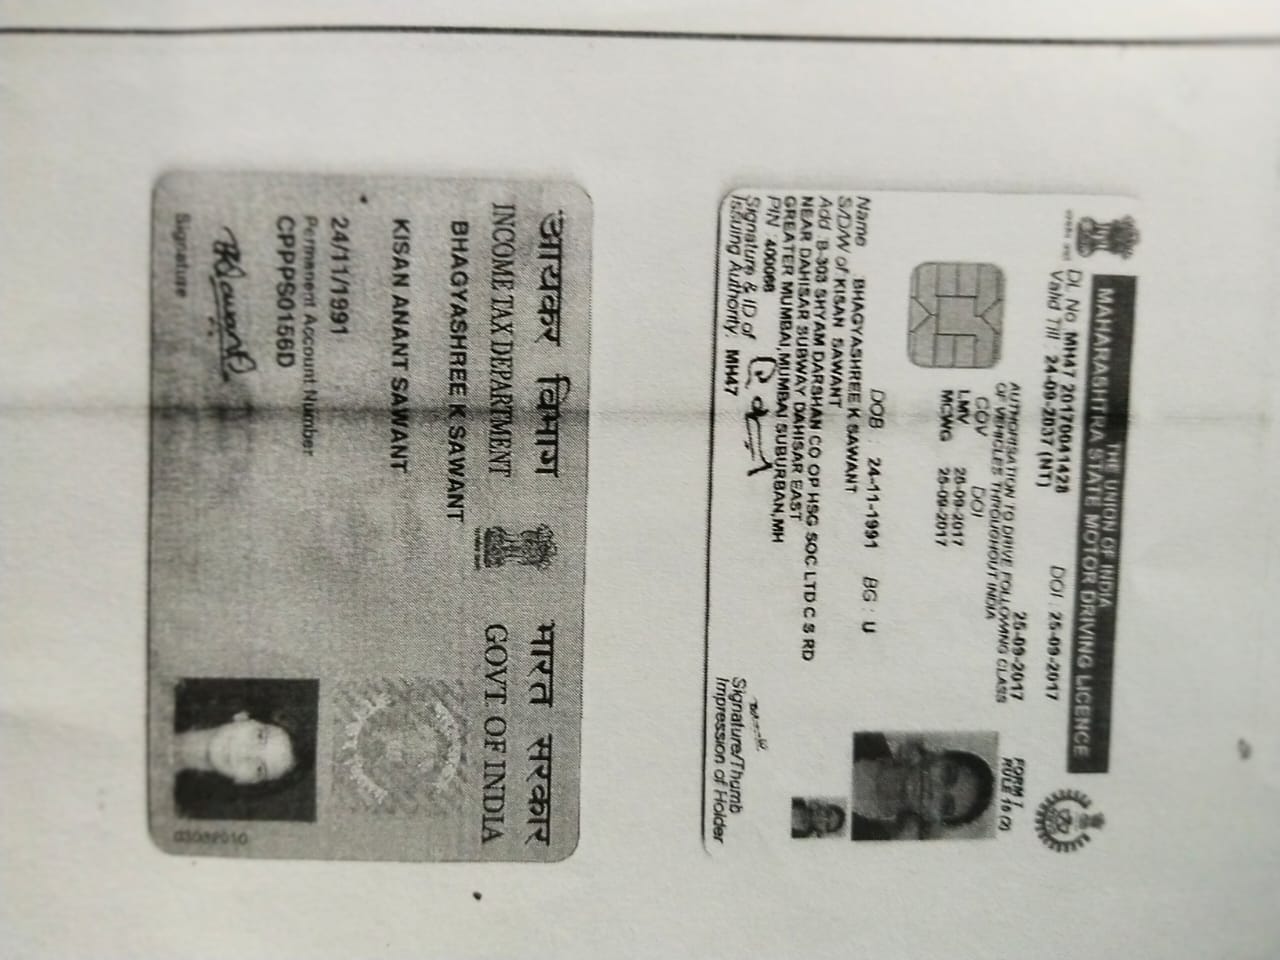 THE UNION OF INDIA
MAHARASHTRA STATE MOTOR DRIVING LICENCE
DL No MH47 20170041428 DOI : 25-09-2017
Valid Till : 24-09-2037 (NT) 25-09-2017
FORM 7
RULE 16 (2)
AUTHORISATION TO DRIVE FOLLOWING CLASS
OF VEHICLES THROUGHOUT INDIA
COV DOI
LMV 25-09-2017
MCWG 25-09-2017
DOB : 24-11-1991 BG : U
Name BHAGYASHREE K SAWANT
S/D/W of KISAN SAWANT
Add B-303 SHYAM DARSHAN CO OP HSG SOC LTD C S RD
NEAR DAHISAR SUBWAY DAHISAR EAST
GREATER MUMBAI,MUMBAI SUBURBAN,MH
PIN 400068
Signature & ID of
Issuing Authority: MH47
Signature/Thumb
Impression of Holder
आयकर विभाग भारत सरकार
INCOME TAX DEPARTMENT GOVT. OF INDIA
BHAGYASHREE K SAWANT
KISAN ANANT SAWANT
24/11/1991
Permanent Account Number
CPPPS0156D
Signature